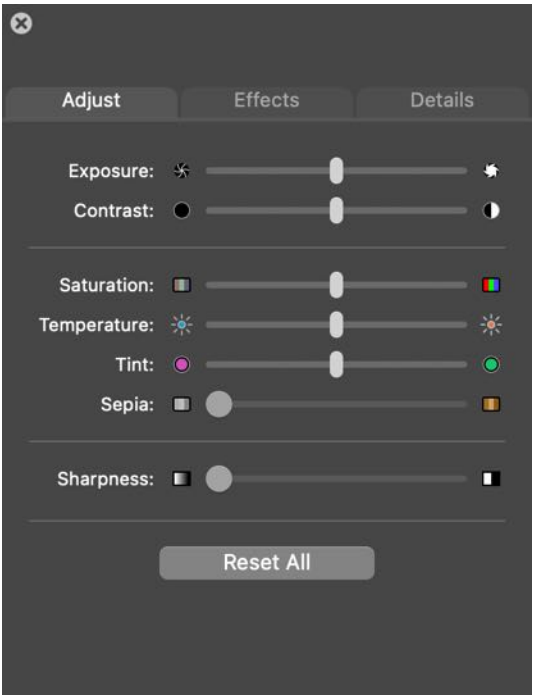 Adjust Effects Details
Exposure:
Contrast:
Saturation:
Temperature:
Tint:
Sepia:
Sharpness:
Reset All